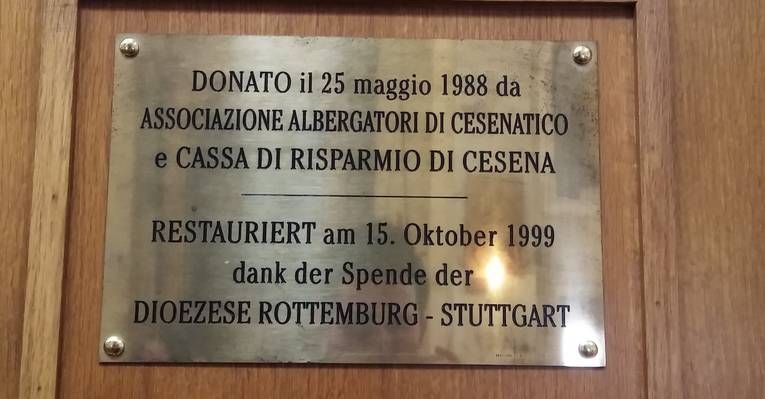 DONATO il 25 maggio 1988 da
ASSOCIAZIONE ALBERGATORI DI CESENATICO
e CASSA DI RISPARMIO DI CESENA
RESTAURIERT am 15. Oktober 1999
dank der Spende der
DIOEZESE ROTTEMBURG - STUTTGART